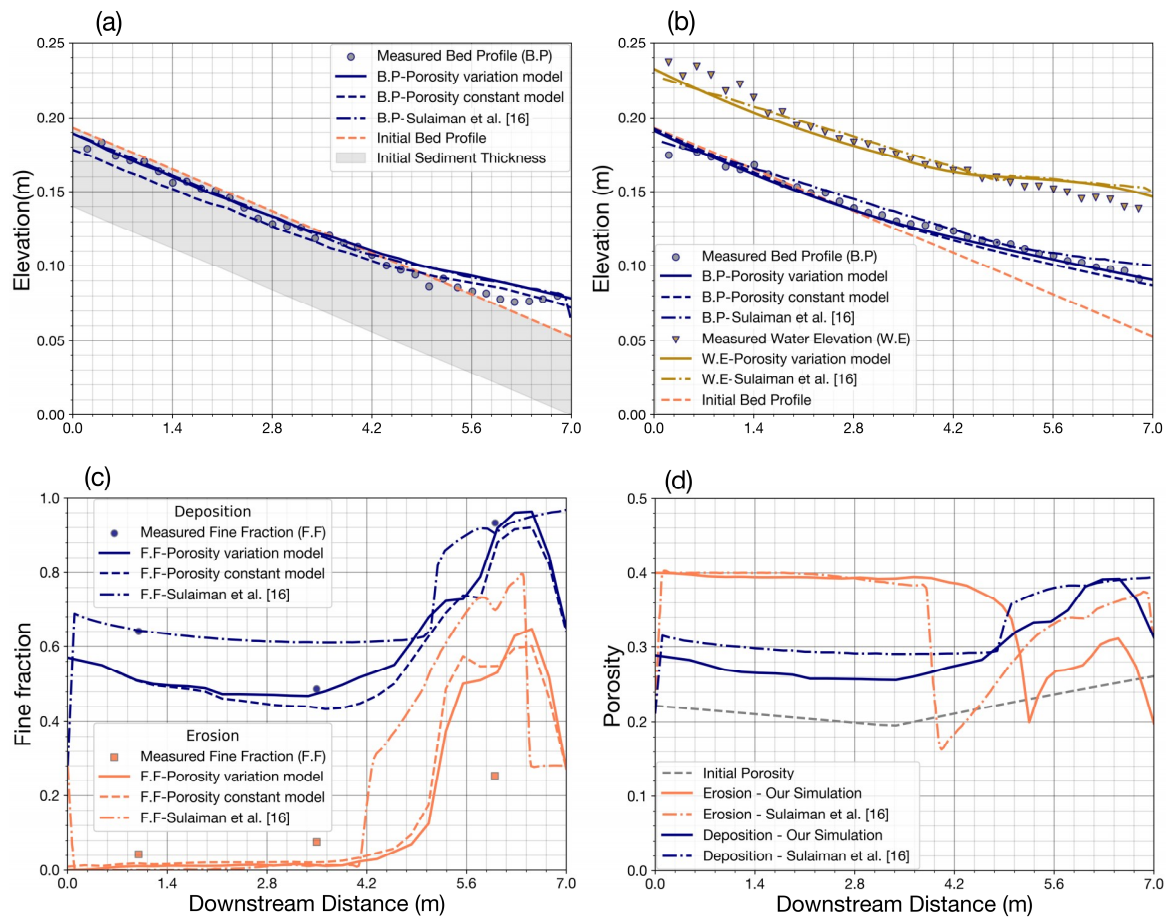 (a)
(b)
0.25
0.20
0.15
0.10
0.05
0.00
Elevation(m)
Measured Bed Profile (B.P)
B.P-Porosity variation model
B.P-Porosity constant model
B.P-Sulaiman et al. [16]
Initial Bed Profile
Initial Sediment Thickness
0.0 1.4 2.8 4.2 5.6 7.0
0.25
0.20
0.15
0.10
0.05
0.00
Elevation (m)
Measured Bed Profile (B.P)
B.P-Porosity variation model
B.P-Porosity constant model
B.P-Sulaiman et al. [16]
Measured Water Elevation (W.E)
W.E-Porosity variation model
W.E-Sulaiman et al. [16]
Initial Bed Profile
0.0 1.4 2.8 4.2 5.6 7.0
(c)
(d)
1.0
0.8
0.6
0.4
0.2
0.0
Fine fraction
Deposition
Measured Fine Fraction (F.F)
F.F-Porosity variation model
F.F-Porosity constant model
F.F-Sulaiman et al. [16]
Erosion
Measured Fine Fraction (F.F)
F.F-Porosity variation model
F.F-Porosity constant model
F.F-Sulaiman et al. [16]
0.0 1.4 2.8 4.2 5.6 7.0
Downstream Distance (m)
0.5
0.4
0.3
0.2
0.1
0.0
Porosity
Initial Porosity
Erosion - Our Simulation
Erosion - Sulaiman et al. [16]
Deposition - Our Simulation
Deposition - Sulaiman et al. [16]
0.0 1.4 2.8 4.2 5.6 7.0
Downstream Distance (m)